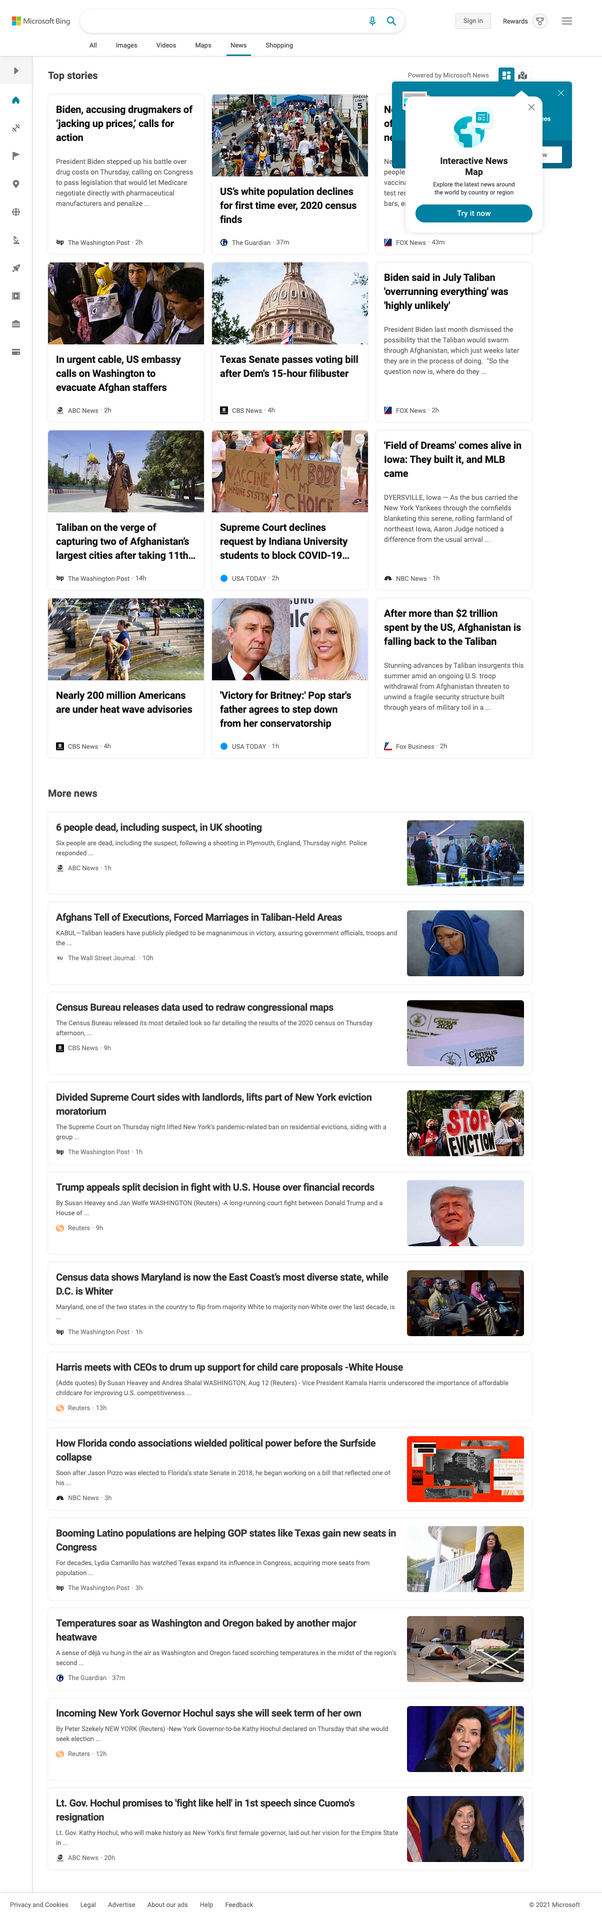 Microsoft Bing
Sign in
Rewards
All
Images
Videos
Maps
News
Shopping
Top stories
Powered by Microsoft News
Interactive News
Map
Explore the latest news around
the world by country or region
Try it now
Biden, accusing drugmakers of
'jacking up prices,' calls for
action
President Biden stepped up his battle over
drug costs on Thursday, calling on Congress
to pass legislation that would let Medicare
negotiate directly with pharmaceutical
manufacturers and penalize ...
The Washington Post · 2h
US's white population declines
for first time ever, 2020 census
finds
The Guardian · 37m
FOX News · 43m
In urgent cable, US embassy
calls on Washington to
evacuate Afghan staffers
ABC News · 2h
Texas Senate passes voting bill
after Dem's 15-hour filibuster
CBS News · 4h
Biden said in July Taliban
'overrunning everything' was
'highly unlikely'
President Biden last month dismissed the
possibility that the Taliban would swarm
through Afghanistan, which just weeks later
they are in the process of doing. "So the
question now is, where do they ...
FOX News · 2h
Taliban on the verge of
capturing two of Afghanistan's
largest cities after taking 11th...
The Washington Post · 14h
VACCINE
IMMUNE SYSTEM
MY BODY
MY
CHOICE
Supreme Court declines
request by Indiana University
students to block COVID-19...
USA TODAY · 2h
'Field of Dreams' comes alive in
Iowa: They built it, and MLB
came
DYERSVILLE, Iowa — As the bus carried the
New York Yankees through the cornfields
blanketing this serene, rolling farmland of
northeast Iowa, Aaron Judge noticed a
difference from the usual arrival ...
NBC News · 1h
Nearly 200 million Americans
are under heat wave advisories
CBS News · 4h
'Victory for Britney:' Pop star's
father agrees to step down
from her conservatorship
USA TODAY · 1h
After more than $2 trillion
spent by the US, Afghanistan is
falling back to the Taliban
Stunning advances by Taliban insurgents this
summer amid an ongoing U.S. troop
withdrawal from Afghanistan threaten to
unwind a fragile security structure built
through years of military toil in a ...
Fox Business · 2h
More news
6 people dead, including suspect, in UK shooting
Six people are dead, including the suspect, following a shooting in Plymouth, England, Thursday night. Police
responded ...
ABC News · 1h
Afghans Tell of Executions, Forced Marriages in Taliban-Held Areas
KABUL—Taliban leaders have publicly pledged to be magnanimous in victory, assuring government officials, troops and
the ...
The Wall Street Journal. · 10h
Census Bureau releases data used to redraw congressional maps
The Census Bureau released its most detailed look so far detailing the results of the 2020 census on Thursday
afternoon, ...
CBS News · 9h
Census
2020
Census
2020
Divided Supreme Court sides with landlords, lifts part of New York eviction
moratorium
The Supreme Court on Thursday night lifted New York's pandemic-related ban on residential evictions, siding with a
group ...
The Washington Post · 1h
STOP
EVICTION
Trump appeals split decision in fight with U.S. House over financial records
By Susan Heavey and Jan Wolfe WASHINGTON (Reuters) -A long-running court fight between Donald Trump and a
House of ...
Reuters · 9h
Census data shows Maryland is now the East Coast's most diverse state, while
D.C. is Whiter
Maryland, one of the two states in the country to flip from majority White to majority non-White over the last decade, is
...
The Washington Post · 1h
Harris meets with CEOs to drum up support for child care proposals -White House
(Adds quotes) By Susan Heavey and Andrea Shalal WASHINGTON, Aug 12 (Reuters) - Vice President Kamala Harris underscored the importance of affordable
childcare for improving U.S. competitiveness ...
Reuters · 13h
How Florida condo associations wielded political power before the Surfside
collapse
Soon after Jason Pizzo was elected to Florida's state Senate in 2018, he began working on a bill that reflected one of
his ...
NBC News · 3h
Booming Latino populations are helping GOP states like Texas gain new seats in
Congress
For decades, Lydia Camarillo has watched Texas expand its influence in Congress, acquiring more seats from
population ...
The Washington Post · 3h
Temperatures soar as Washington and Oregon baked by another major
heatwave
A sense of déjà vu hung in the air as Washington and Oregon faced scorching temperatures in the midst of the region's
second ...
The Guardian · 37m
Incoming New York Governor Hochul says she will seek term of her own
By Peter Szekely NEW YORK (Reuters) -New York Governor-to-be Kathy Hochul declared on Thursday that she would
seek election ...
Reuters · 12h
Lt. Gov. Hochul promises to 'fight like hell' in 1st speech since Cuomo's
resignation
Lt. Gov. Kathy Hochul, who will make history as New York's first female governor, laid out her vision for the Empire State
in ...
ABC News · 20h
Privacy and Cookies
Legal
Advertise
About our ads
Help
Feedback
© 2021 Microsoft